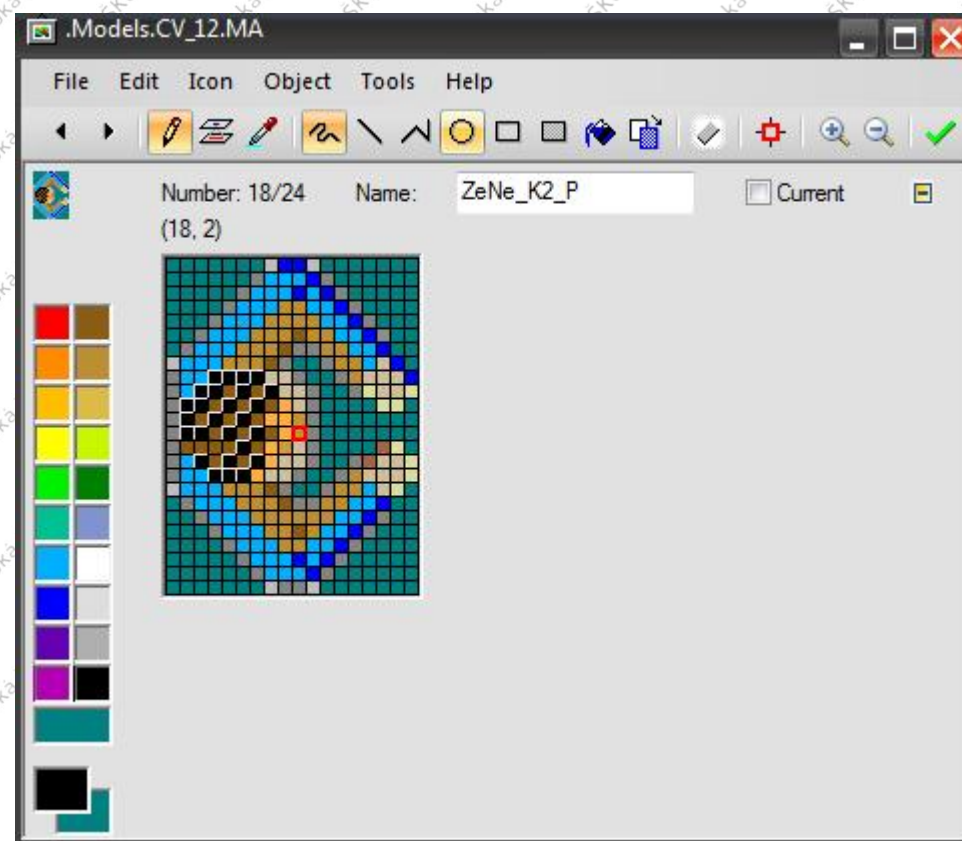 .Models.CV_12.MA
File Edit Icon Object Tools Help
Number: 18/24 Name: ZeNe_K2_P Current
(18, 2)